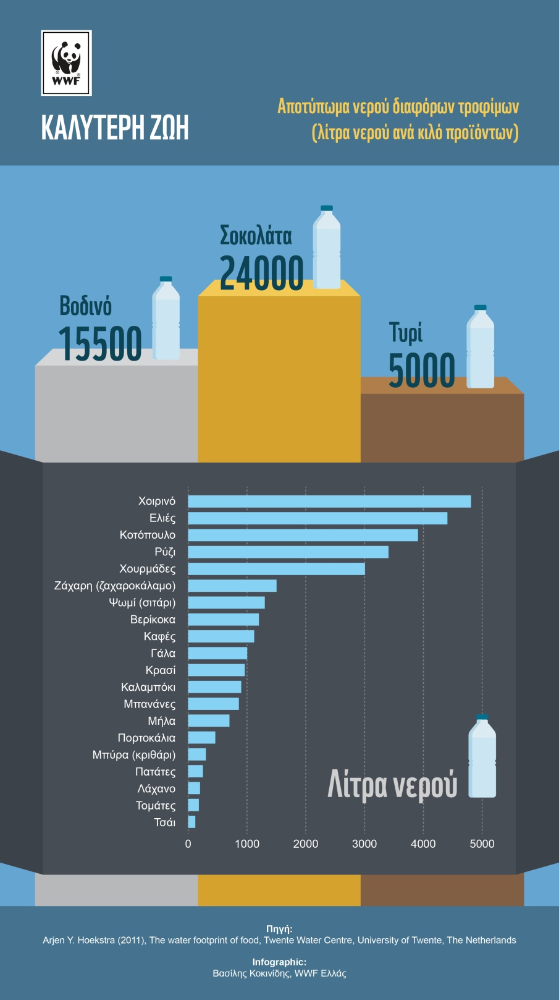 WWF
ΚΑΛΥΤΕΡΗ ΖΩΗ
Αποτύπωμα νερού διαφόρων τροφίμων
(λίτρα νερού ανά κιλό προϊόντων)
Σοκολάτα
24000
Βοδινό
15500
Τυρί
5000
Χοιρινό
Ελιές
Κοτόπουλο
Ρύζι
Χουρμάδες
Ζάχαρη (ζαχαροκάλαμο)
Ψωμί (σιτάρι)
Βερίκοκα
Καφές
Γάλα
Κρασί
Καλαμπόκι
Μπανάνες
Μήλα
Πορτοκάλια
Μπύρα (κριθάρι)
Πατάτες
Λάχανο
Τομάτες
Τσάι
Λίτρα νερού
0 1000 2000 3000 4000 5000
Πηγή:
Arjen Y. Hoekstra (2011), The water footprint of food, Twente Water Centre, University of Twente, The Netherlands
Infographic:
Βασίλης Κοκινίδης, WWF Ελλάς